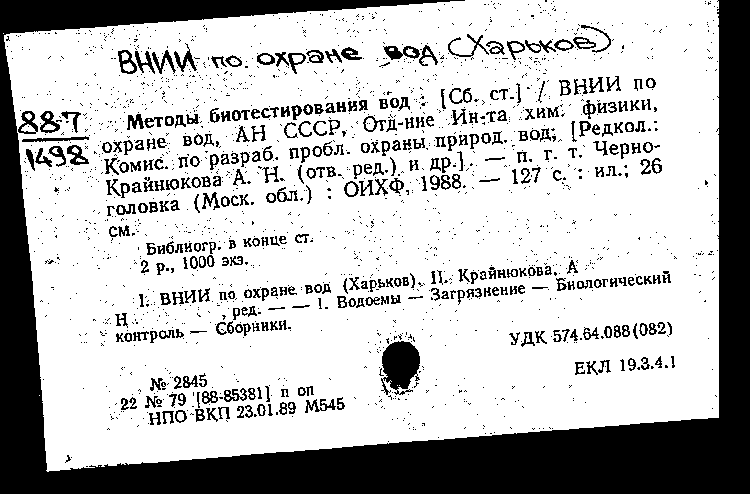 ВНИИ по охране вод (Харьков).
887
1498
Методы биотестирования вод : [Сб. ст.] / ВНИИ по
охране вод, АН СССР, Отд-ние Ин-та хим. физики,
Комис. по разраб. пробл. охраны природ. вод; [Редкол.:
Крайнюкова А. Н. (отв. ред.) и др.]. — п. г. т. Черно-
головка (Моск. обл.) : ОИХФ, 1988. — 127 с. : ил.; 26
см.
Библиогр. в конце ст.
2 р., 1000 экз.
I. ВНИИ по охране вод (Харьков). II. Крайнюкова. А
Н , ред. — — 1. Водоемы — Загрязнение — Биологический
контроль — Сборники.
УДК 574.64.088(082)
ЕКЛ 19.3.4.1
№ 2845
22 № 79 [88-85381] п оп
НПО ВКП 23.01.89 М545